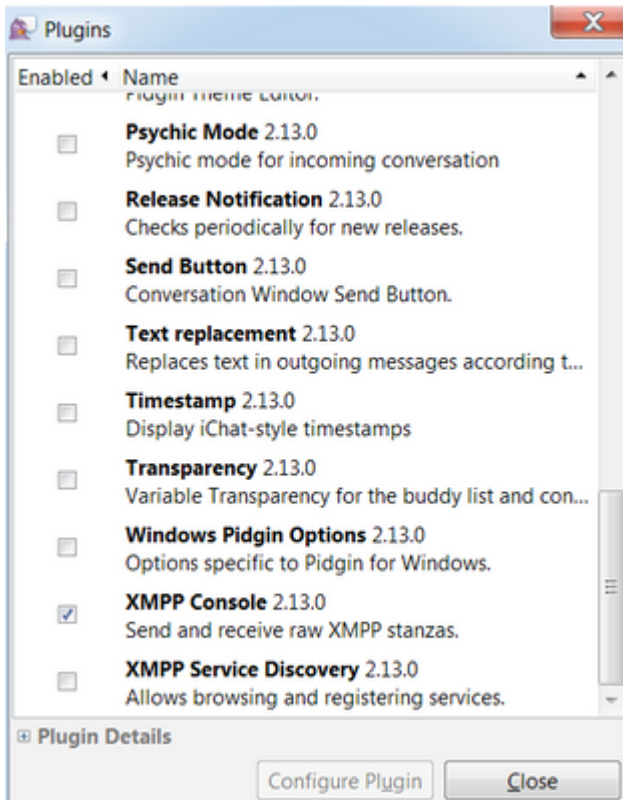 Plugins
Enabled Name
Plugin Theme Editor.
Psychic Mode 2.13.0
Psychic mode for incoming conversation
Release Notification 2.13.0
Checks periodically for new releases.
Send Button 2.13.0
Conversation Window Send Button.
Text replacement 2.13.0
Replaces text in outgoing messages according t...
Timestamp 2.13.0
Display iChat-style timestamps
Transparency 2.13.0
Variable Transparency for the buddy list and con...
Windows Pidgin Options 2.13.0
Options specific to Pidgin for Windows.
XMPP Console 2.13.0
Send and receive raw XMPP stanzas.
XMPP Service Discovery 2.13.0
Allows browsing and registering services.
Plugin Details
Configure Plugin Close